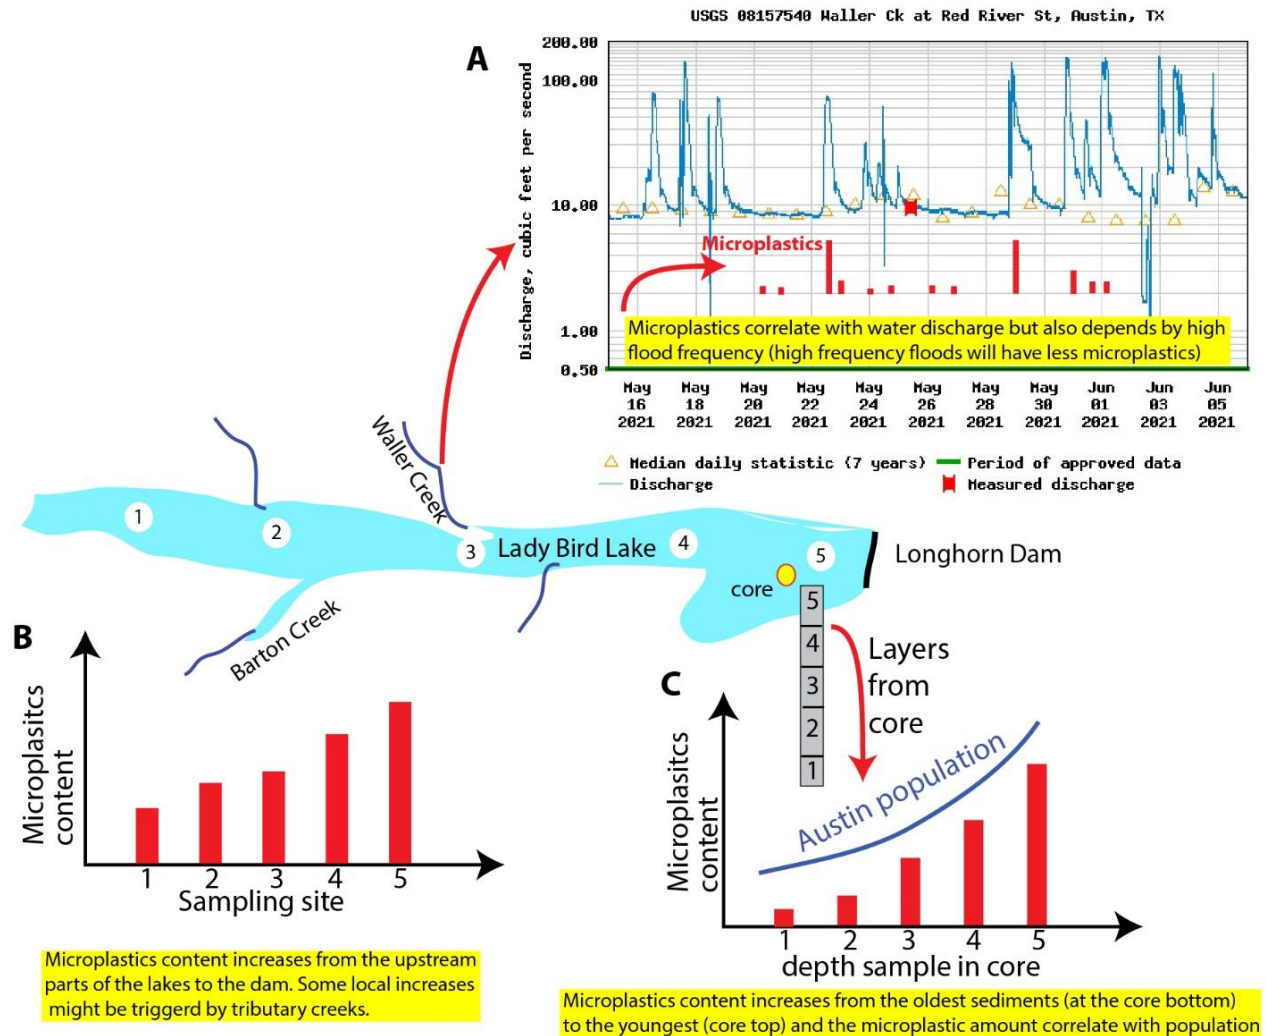 USGS 08157540 Waller Ck at Red River St, Austin, TX
A
Discharge, cubic feet per second
200.00
100.00
10.00
1.00
0.50
Microplastics
Microplastics correlate with water discharge but also depends by high
flood frequency (high frequency floods will have less microplastics)
May 16 2021
May 18 2021
May 20 2021
May 22 2021
May 24 2021
May 26 2021
May 28 2021
May 30 2021
Jun 01 2021
Jun 03 2021
Jun 05 2021
Median daily statistic (7 years)
Period of approved data
Discharge
Measured discharge
Waller Creek
1
2
3
Lady Bird Lake
4
5
Longhorn Dam
core
Barton Creek
5
4
3
2
1
Layers
from
core
B
Microplasitcs
content
1 2 3 4 5
Sampling site
Microplastics content increases from the upstream
parts of the lakes to the dam. Some local increases
might be triggerd by tributary creeks.
C
Microplasitcs
content
Austin population
1 2 3 4 5
depth sample in core
Microplastics content increases from the oldest sediments (at the core bottom)
to the youngest (core top) and the microplastic amount correlate with population